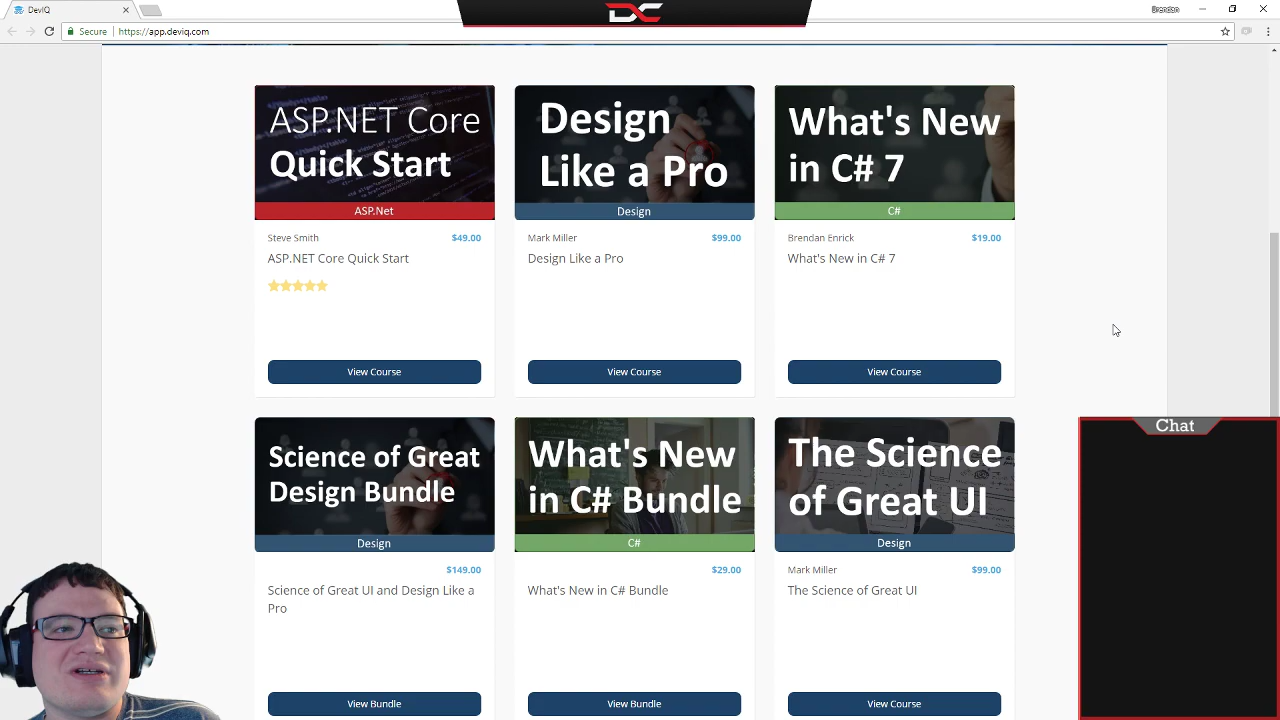 DevIQ
Brendan
DC
Secure
https://app.deviq.com
ASP.NET Core
Quick Start
ASP.Net
Steve Smith
$49.00
ASP.NET Core Quick Start
View Course
Design
Like a Pro
Design
Mark Miller
$99.00
Design Like a Pro
View Course
What's New
in C# 7
C#
Brendan Enrick
$19.00
What's New in C# 7
View Course
Science of Great
Design Bundle
Design
$149.00
Science of Great UI and Design Like a
Pro
View Bundle
What's New
in C# Bundle
C#
$29.00
What's New in C# Bundle
View Bundle
The Science
of Great UI
Design
Mark Miller
$99.00
The Science of Great UI
View Course
Chat